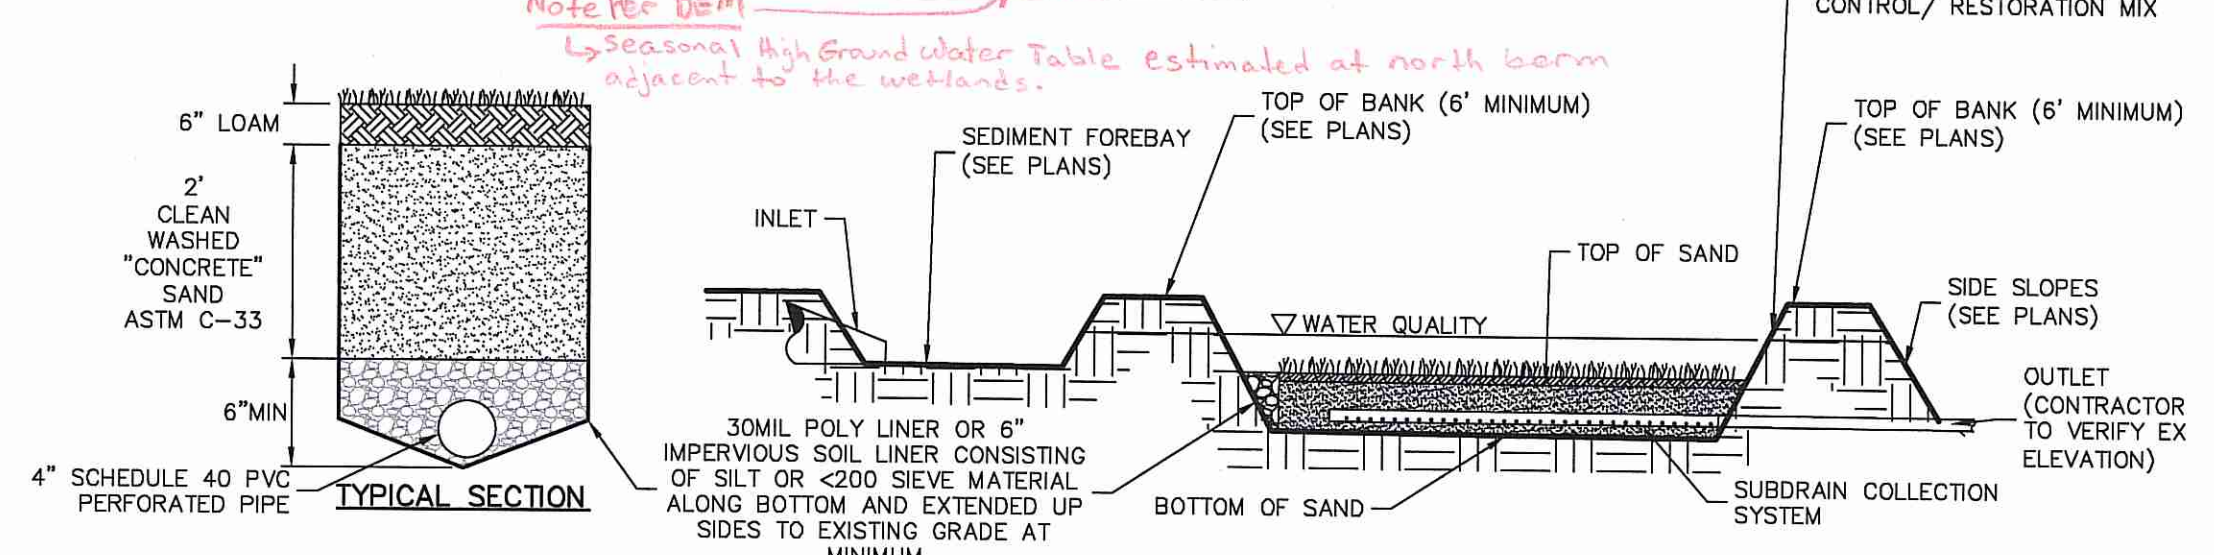 Note Per DEM
↳ Seasonal High Ground Water Table estimated at north berm
adjacent to the wetlands.
CONTROL/ RESTORATION MIX
6" LOAM
2'
CLEAN
WASHED
"CONCRETE"
SAND
ASTM C-33
6"MIN
4" SCHEDULE 40 PVC
PERFORATED PIPE
TYPICAL SECTION
30MIL POLY LINER OR 6"
IMPERVIOUS SOIL LINER CONSISTING
OF SILT OR <200 SIEVE MATERIAL
ALONG BOTTOM AND EXTENDED UP
SIDES TO EXISTING GRADE AT
MINIMUM
INLET
SEDIMENT FOREBAY
(SEE PLANS)
TOP OF BANK (6' MINIMUM)
(SEE PLANS)
WATER QUALITY
TOP OF SAND
BOTTOM OF SAND
SUBDRAIN COLLECTION
SYSTEM
TOP OF BANK (6' MINIMUM)
(SEE PLANS)
SIDE SLOPES
(SEE PLANS)
OUTLET
(CONTRACTOR
TO VERIFY EX
ELEVATION)